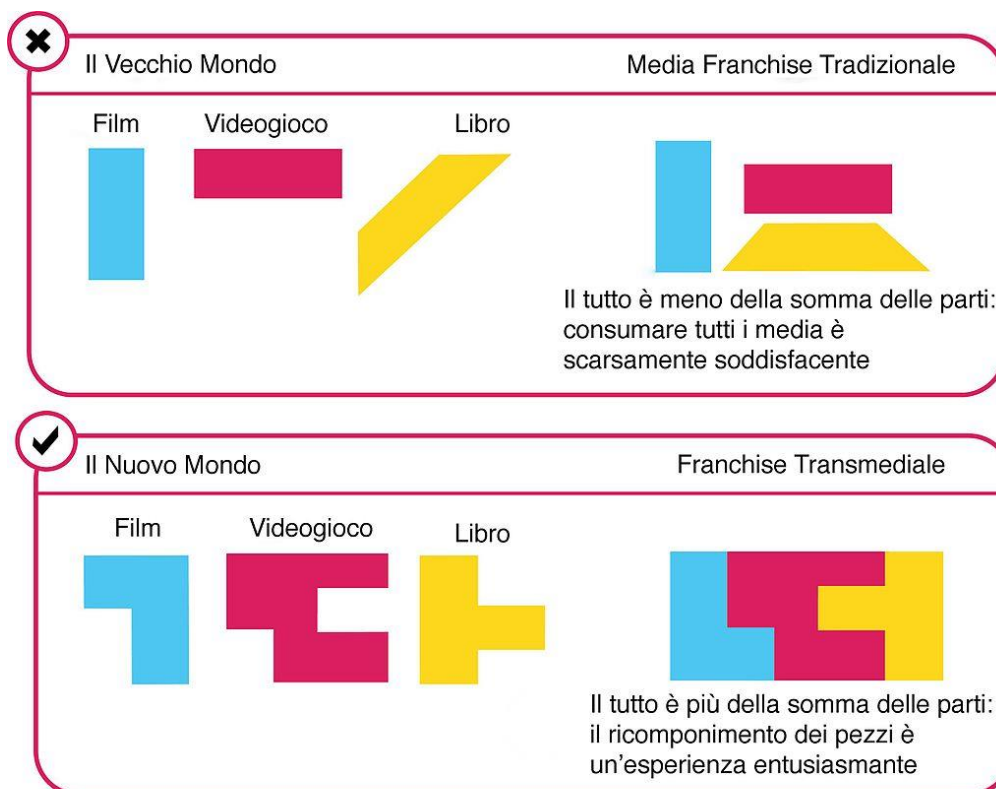 Il Vecchio Mondo
Media Franchise Tradizionale
Film
Videogioco
Libro
Il tutto è meno della somma delle parti:
consumare tutti i media è
scarsamente soddisfacente
Il Nuovo Mondo
Franchise Transmediale
Film
Videogioco
Libro
Il tutto è più della somma delle parti:
il ricomponimento dei pezzi è
un'esperienza entusiasmante